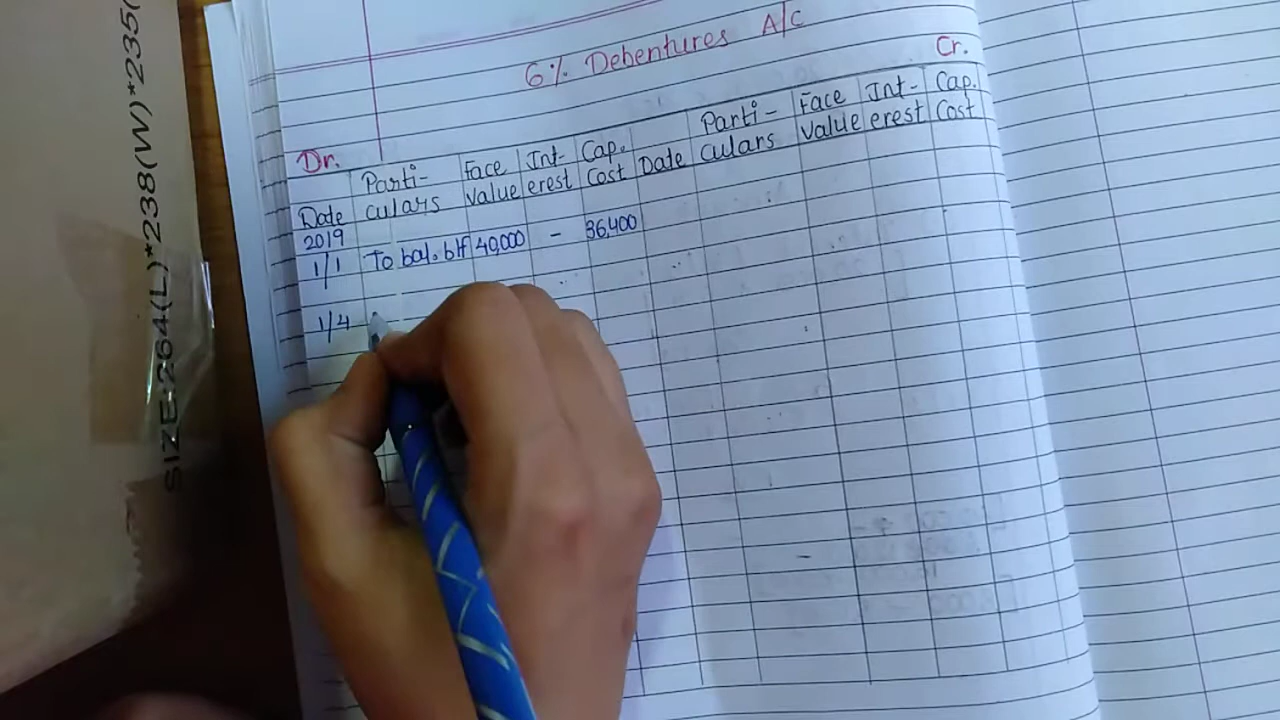 SIZE:264(L)*238(W)*235(
6% Debentures A/c
Dr.
Cr.
Date Parti- culars Face value Int- erest Cap. Cost Date Parti- culars Face value Int- erest Cap. Cost
2019
1/1 To bal. b/f 40,000 - 36,400
1/4